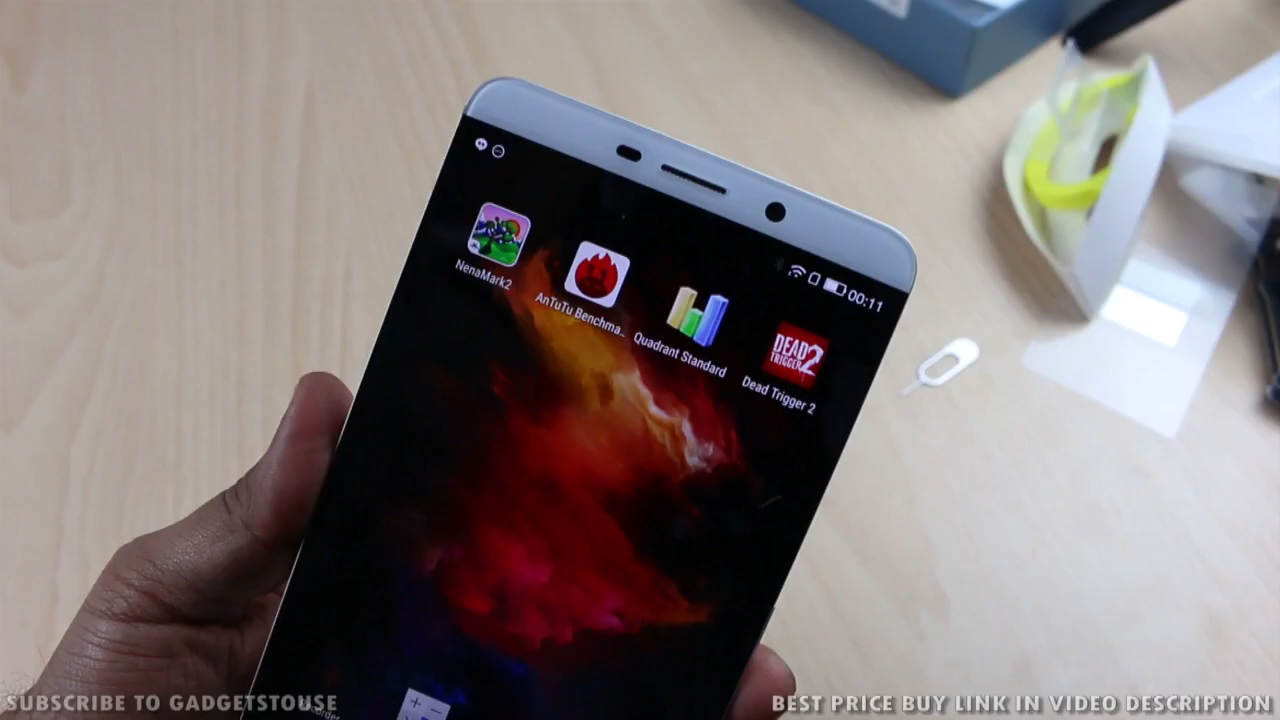 00:11
NenaMark2
AnTuTu Benchma..
Quadrant Standard
DEAD
TRIGGER 2
Dead Trigger 2
SUBSCRIBE TO GADGETSTOUSE
BEST PRICE BUY LINK IN VIDEO DESCRIPTION